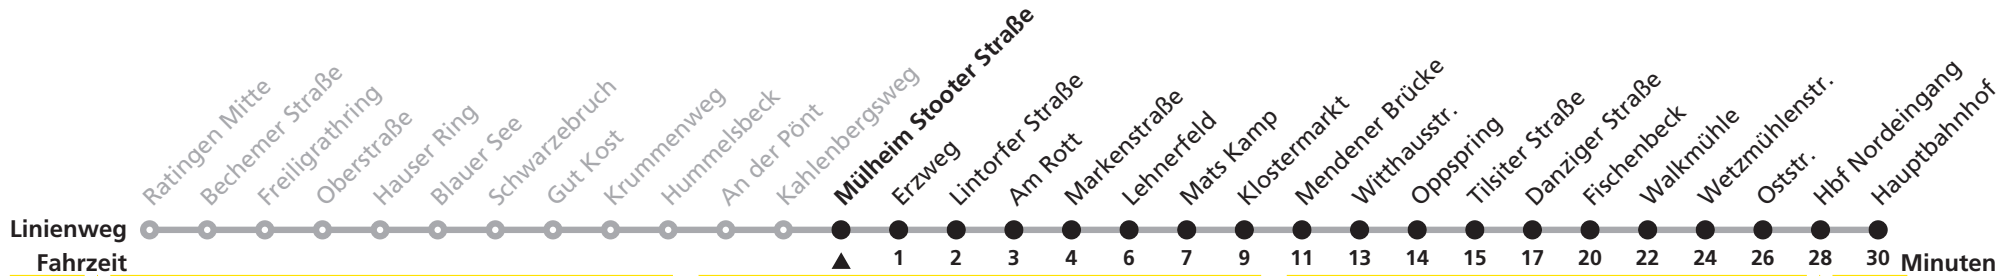 Ratingen Mitte
Bechemer Straße
Freiligrathring
Oberstraße
Hauser Ring
Blauer See
Schwarzebruch
Gut Kost
Krummenweg
Hummelsbeck
An der Pönt
Kahlenbergsweg
Mülheim Stooter Straße
Erzweg
Lintorfer Straße
Am Rott
Markenstraße
Lehnerfeld
Mats Kamp
Klostermarkt
Mendener Brücke
Witthausstr.
Oppspring
Tilsiter Straße
Danziger Straße
Fischenbeck
Walkmühle
Wetzmühlenstr.
Oststr.
Hbf Nordeingang
Hauptbahnhof
Linienweg
Fahrzeit 1 2 3 4 6 7 9 11 13 14 15 17 20 22 24 26 28 30 Minuten